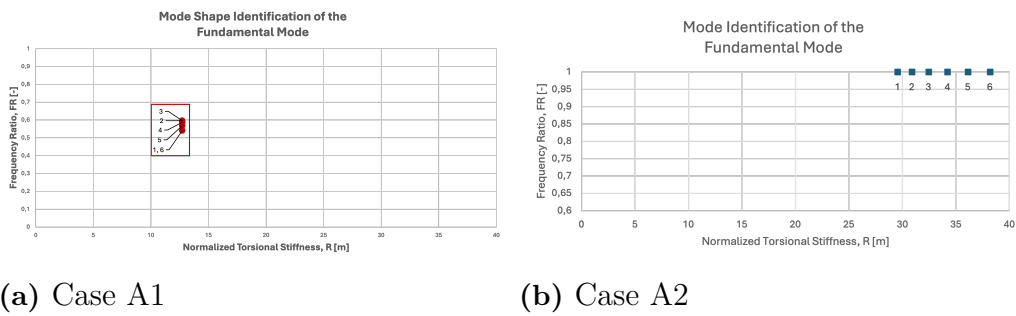 Mode Shape Identification of the
Fundamental Mode
Frequency Ratio, FR [-]
1
0,9
0,8
0,7
0,6
0,5
0,4
0,3
0,2
0,1
0
3
2
4
5
1, 6
0 5 10 15 20 25 30 35 40
Normalized Torsional Stiffness, R [m]
(a) Case A1
Mode Identification of the
Fundamental Mode
Frequency Ratio, FR [-]
1
0,95
0,9
0,85
0,8
0,75
0,7
0,65
0,6
1 2 3 4 5 6
0 5 10 15 20 25 30 35 40
Normalized Torsional Stiffness, R [m]
(b) Case A2